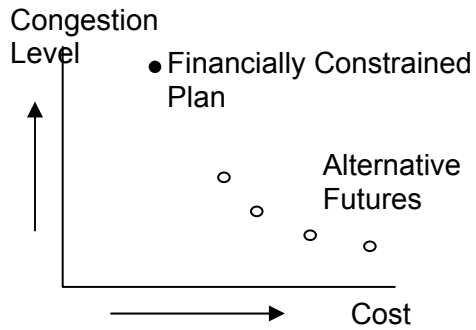 Congestion
Level
Financially Constrained
Plan
Alternative
Futures
Cost